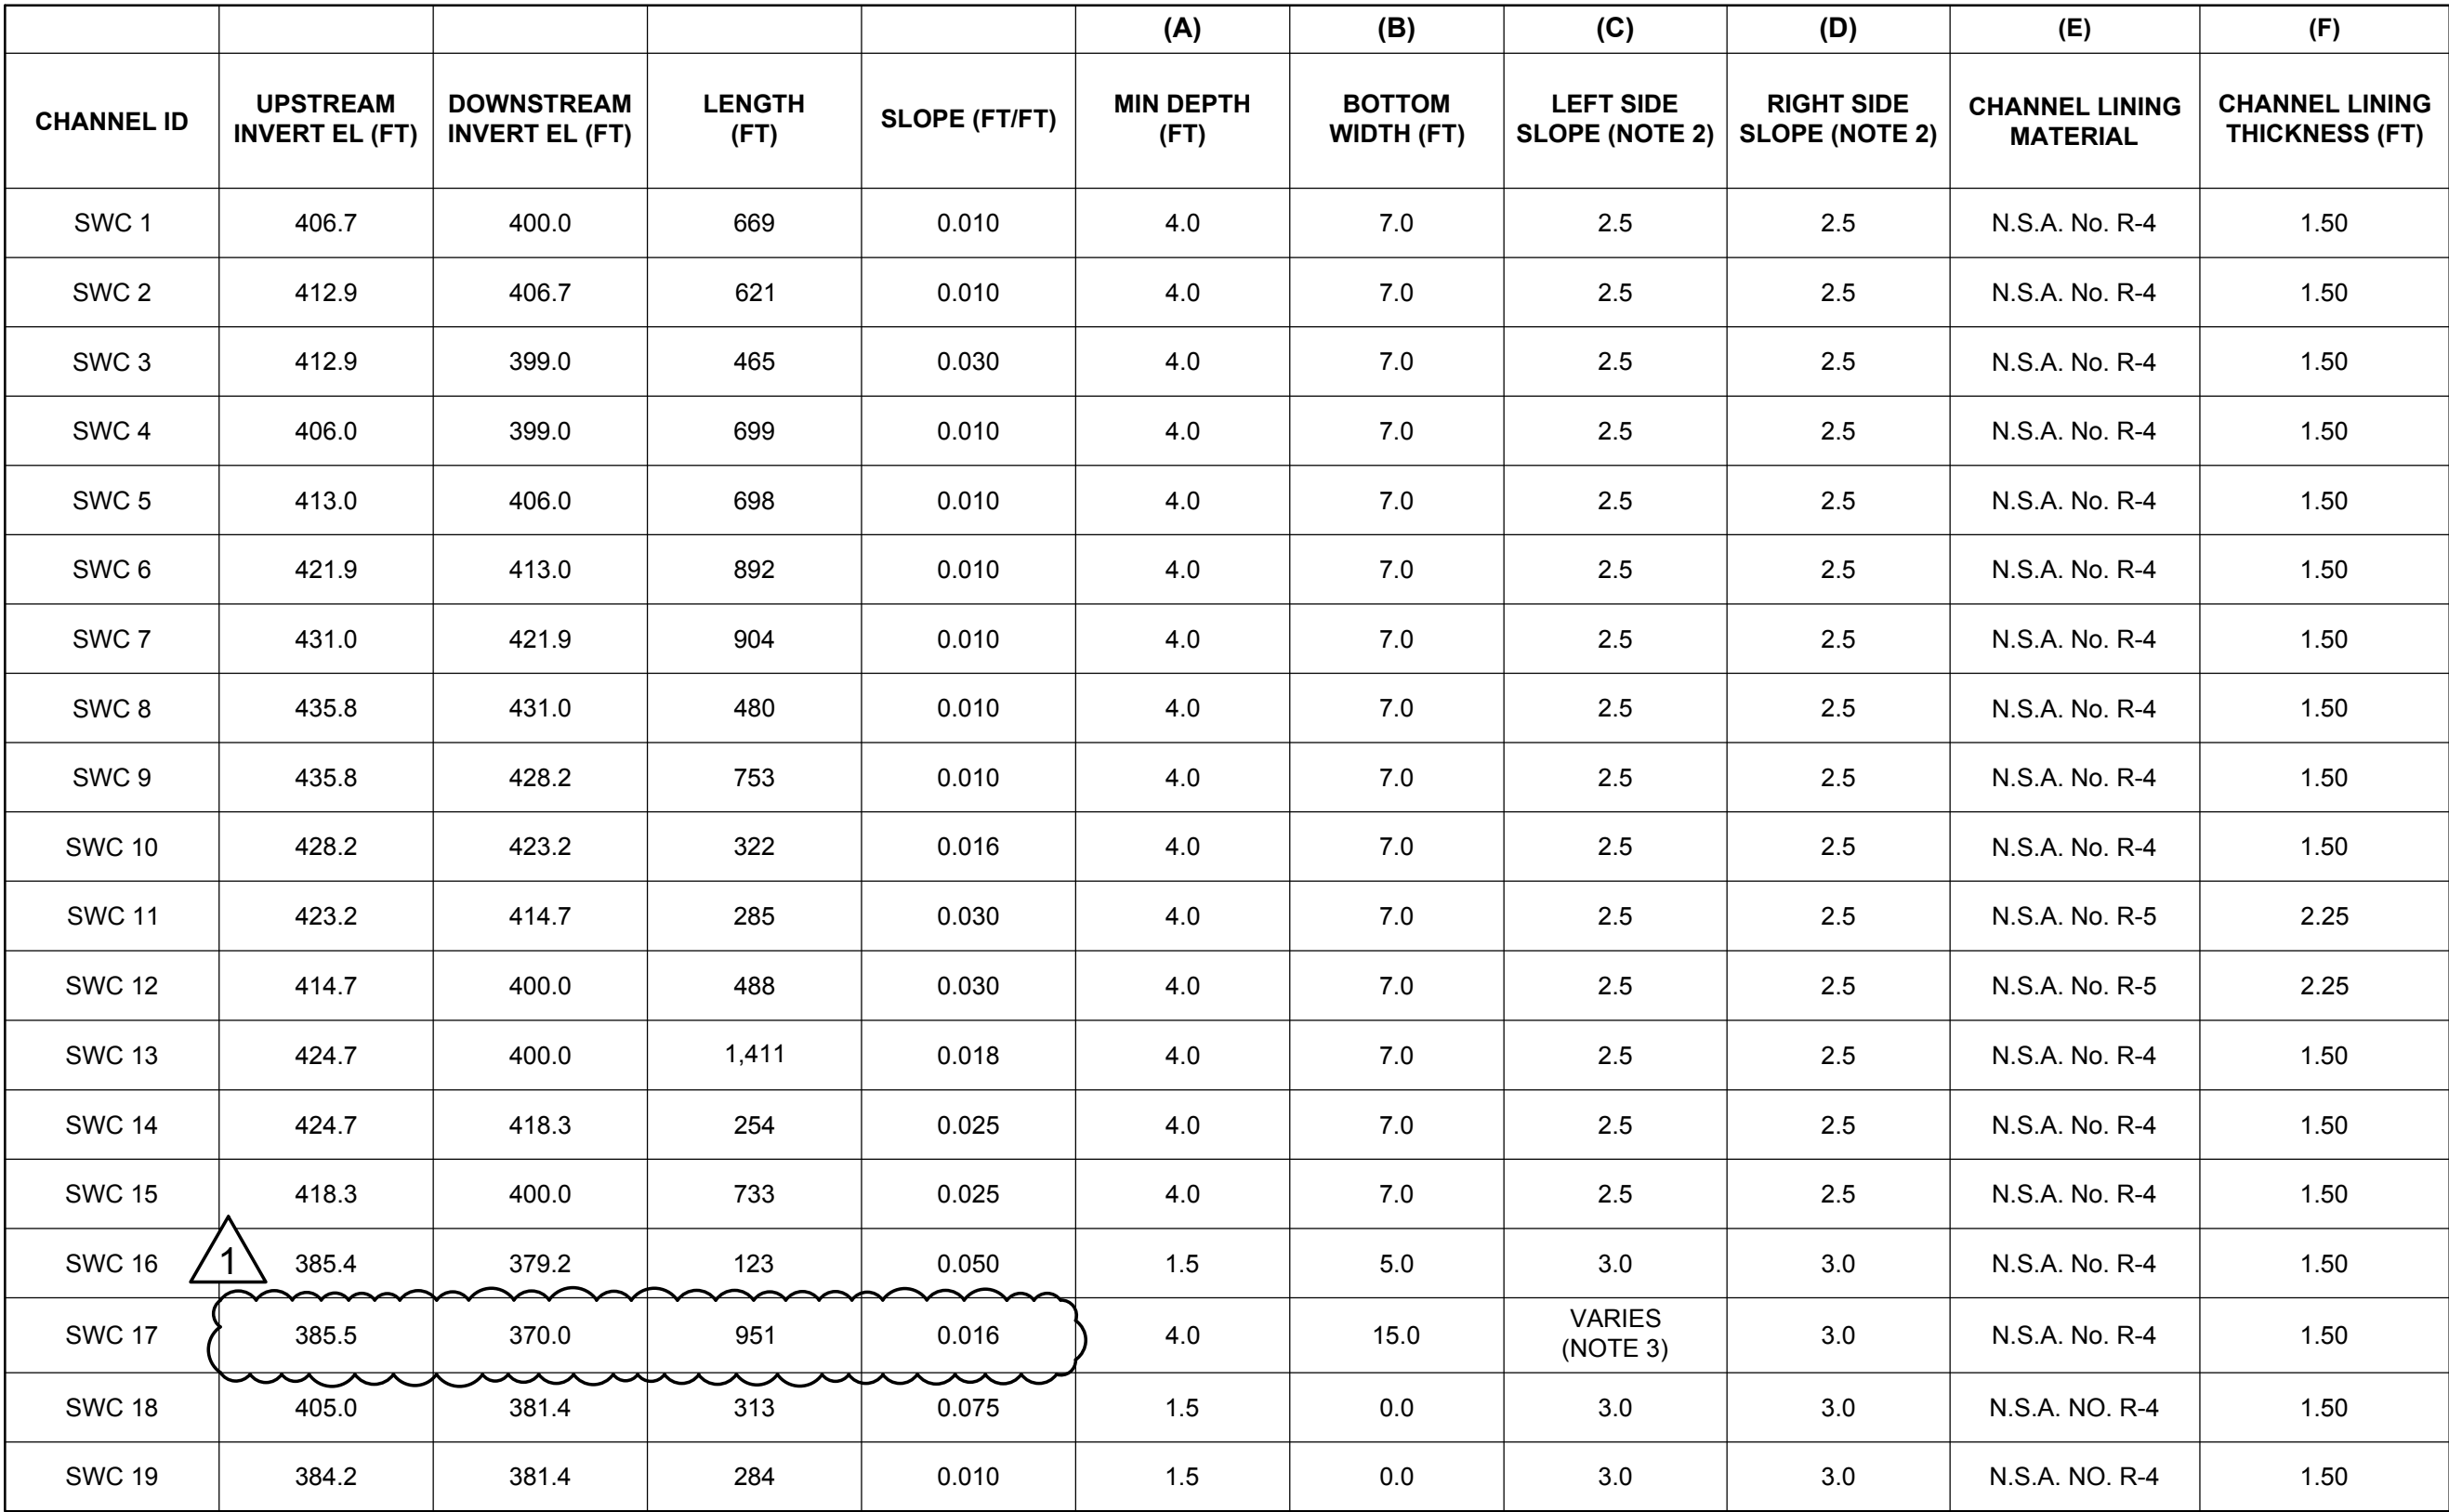 (A) (B) (C) (D) (E) (F)
CHANNEL ID UPSTREAM INVERT EL (FT) DOWNSTREAM INVERT EL (FT) LENGTH (FT) SLOPE (FT/FT) MIN DEPTH (FT) BOTTOM WIDTH (FT) LEFT SIDE SLOPE (NOTE 2) RIGHT SIDE SLOPE (NOTE 2) CHANNEL LINING MATERIAL CHANNEL LINING THICKNESS (FT)
SWC 1 406.7 400.0 669 0.010 4.0 7.0 2.5 2.5 N.S.A. No. R-4 1.50
SWC 2 412.9 406.7 621 0.010 4.0 7.0 2.5 2.5 N.S.A. No. R-4 1.50
SWC 3 412.9 399.0 465 0.030 4.0 7.0 2.5 2.5 N.S.A. No. R-4 1.50
SWC 4 406.0 399.0 699 0.010 4.0 7.0 2.5 2.5 N.S.A. No. R-4 1.50
SWC 5 413.0 406.0 698 0.010 4.0 7.0 2.5 2.5 N.S.A. No. R-4 1.50
SWC 6 421.9 413.0 892 0.010 4.0 7.0 2.5 2.5 N.S.A. No. R-4 1.50
SWC 7 431.0 421.9 904 0.010 4.0 7.0 2.5 2.5 N.S.A. No. R-4 1.50
SWC 8 435.8 431.0 480 0.010 4.0 7.0 2.5 2.5 N.S.A. No. R-4 1.50
SWC 9 435.8 428.2 753 0.010 4.0 7.0 2.5 2.5 N.S.A. No. R-4 1.50
SWC 10 428.2 423.2 322 0.016 4.0 7.0 2.5 2.5 N.S.A. No. R-4 1.50
SWC 11 423.2 414.7 285 0.030 4.0 7.0 2.5 2.5 N.S.A. No. R-5 2.25
SWC 12 414.7 400.0 488 0.030 4.0 7.0 2.5 2.5 N.S.A. No. R-5 2.25
SWC 13 424.7 400.0 1,411 0.018 4.0 7.0 2.5 2.5 N.S.A. No. R-4 1.50
SWC 14 424.7 418.3 254 0.025 4.0 7.0 2.5 2.5 N.S.A. No. R-4 1.50
SWC 15 418.3 400.0 733 0.025 4.0 7.0 2.5 2.5 N.S.A. No. R-4 1.50
SWC 16 1 385.4 379.2 123 0.050 1.5 5.0 3.0 3.0 N.S.A. No. R-4 1.50
SWC 17 385.5 370.0 951 0.016 4.0 15.0 VARIES (NOTE 3) 3.0 N.S.A. No. R-4 1.50
SWC 18 405.0 381.4 313 0.075 1.5 0.0 3.0 3.0 N.S.A. NO. R-4 1.50
SWC 19 384.2 381.4 284 0.010 1.5 0.0 3.0 3.0 N.S.A. NO. R-4 1.50